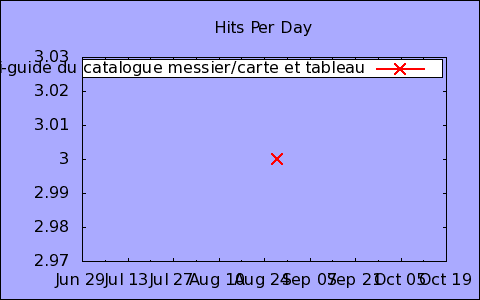 Hits Per Day
3.03
-guide du catalogue messier/carte et tableau
3.02
3.01
3
2.99
2.98
2.97
Jun 29 Jul 13 Jul 27 Aug 10 Aug 24 Sep 07 Sep 21 Oct 05 Oct 19